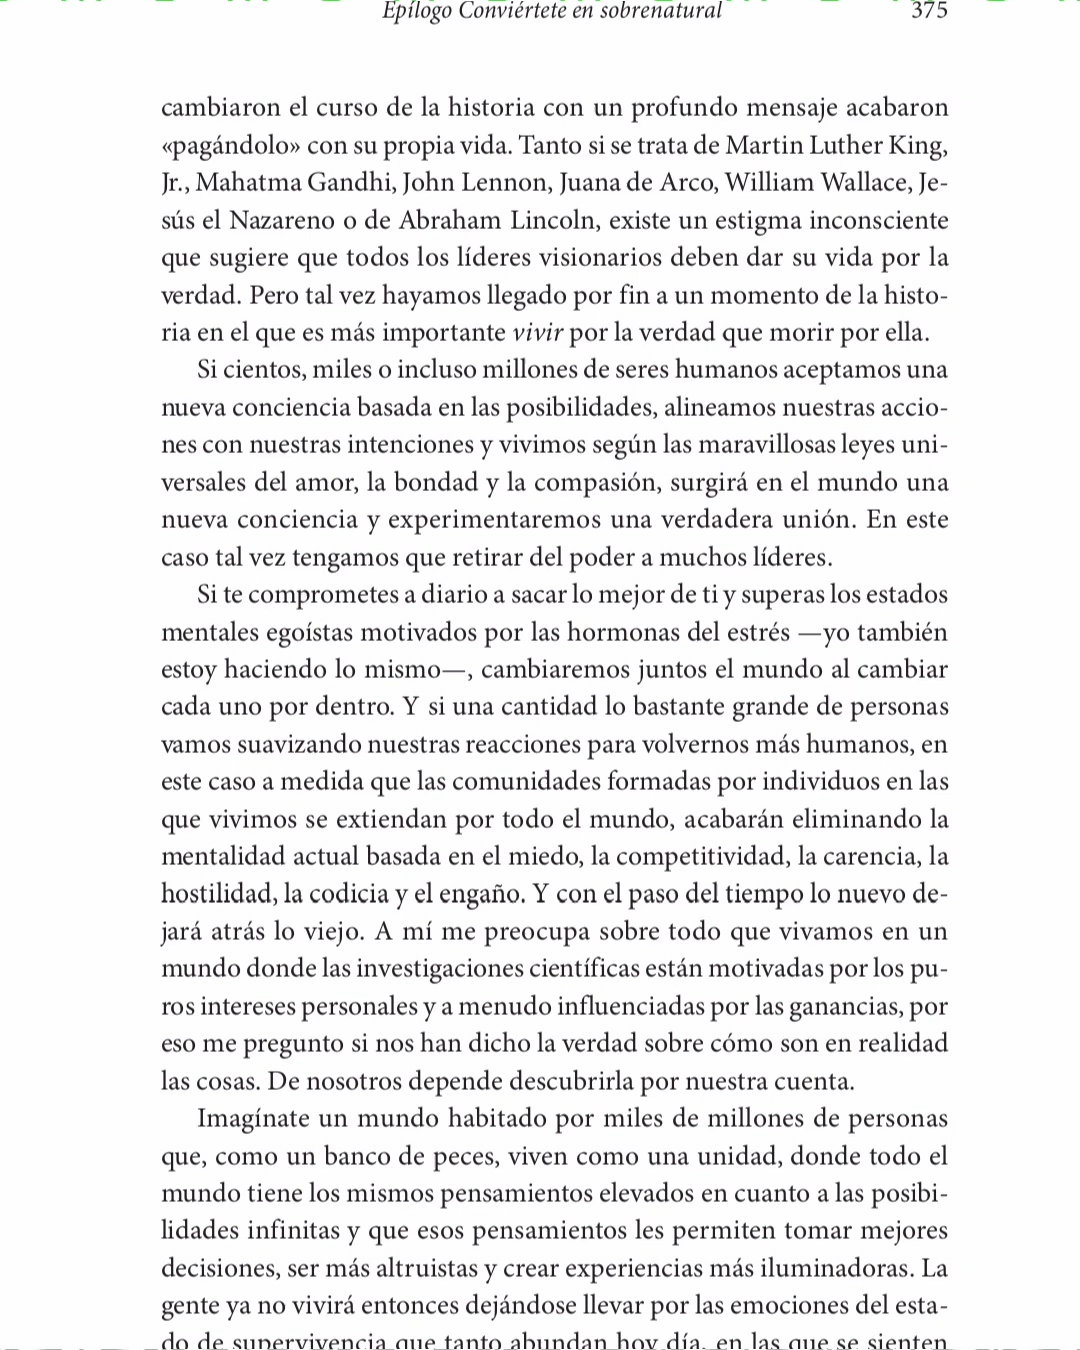 Epílogo Conviértete en sobrenatural 375
cambiaron el curso de la historia con un profundo mensaje acabaron
«pagándolo» con su propia vida. Tanto si se trata de Martin Luther King,
Jr., Mahatma Gandhi, John Lennon, Juana de Arco, William Wallace, Je-
sús el Nazareno o de Abraham Lincoln, existe un estigma inconsciente
que sugiere que todos los líderes visionarios deben dar su vida por la
verdad. Pero tal vez hayamos llegado por fin a un momento de la histo-
ria en el que es más importante vivir por la verdad que morir por ella.
Si cientos, miles o incluso millones de seres humanos aceptamos una
nueva conciencia basada en las posibilidades, alineamos nuestras accio-
nes con nuestras intenciones y vivimos según las maravillosas leyes uni-
versales del amor, la bondad y la compasión, surgirá en el mundo una
nueva conciencia y experimentaremos una verdadera unión. En este
caso tal vez tengamos que retirar del poder a muchos líderes.
Si te comprometes a diario a sacar lo mejor de ti y superas los estados
mentales egoístas motivados por las hormonas del estrés —yo también
estoy haciendo lo mismo—, cambiaremos juntos el mundo al cambiar
cada uno por dentro. Y si una cantidad lo bastante grande de personas
vamos suavizando nuestras reacciones para volvernos más humanos, en
este caso a medida que las comunidades formadas por individuos en las
que vivimos se extiendan por todo el mundo, acabarán eliminando la
mentalidad actual basada en el miedo, la competitividad, la carencia, la
hostilidad, la codicia y el engaño. Y con el paso del tiempo lo nuevo de-
jará atrás lo viejo. A mí me preocupa sobre todo que vivamos en un
mundo donde las investigaciones científicas están motivadas por los pu-
ros intereses personales y a menudo influenciadas por las ganancias, por
eso me pregunto si nos han dicho la verdad sobre cómo son en realidad
las cosas. De nosotros depende descubrirla por nuestra cuenta.
Imagínate un mundo habitado por miles de millones de personas
que, como un banco de peces, viven como una unidad, donde todo el
mundo tiene los mismos pensamientos elevados en cuanto a las posibi-
lidades infinitas y que esos pensamientos les permiten tomar mejores
decisiones, ser más altruistas y crear experiencias más iluminadoras. La
gente ya no vivirá entonces dejándose llevar por las emociones del esta-
do de supervivencia que tanto abundan hoy día, en las que se sienten